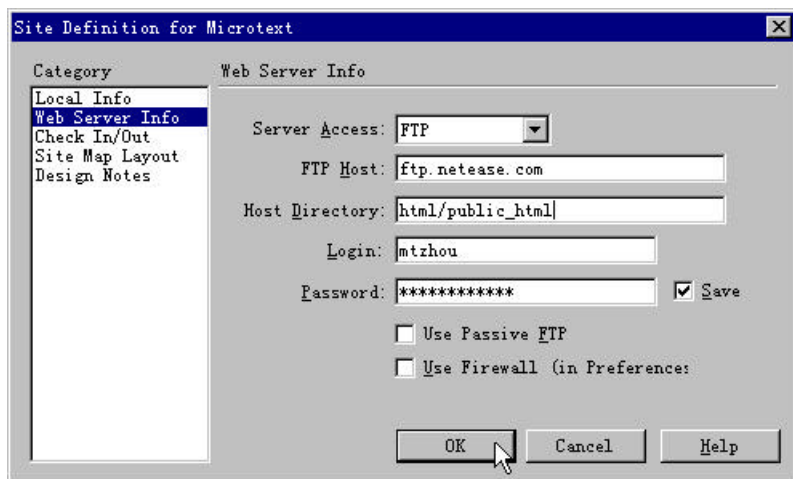 Site Definition for Microtext
Category
Local Info
Web Server Info
Check In/Out
Site Map Layout
Design Notes
Web Server Info
Server Access: FTP
FTP Host: ftp.netease.com
Host Directory: html/public_html
Login: mtzhou
Password: ************ Save
Use Passive FTP
Use Firewall (in Preferences
OK Cancel Help